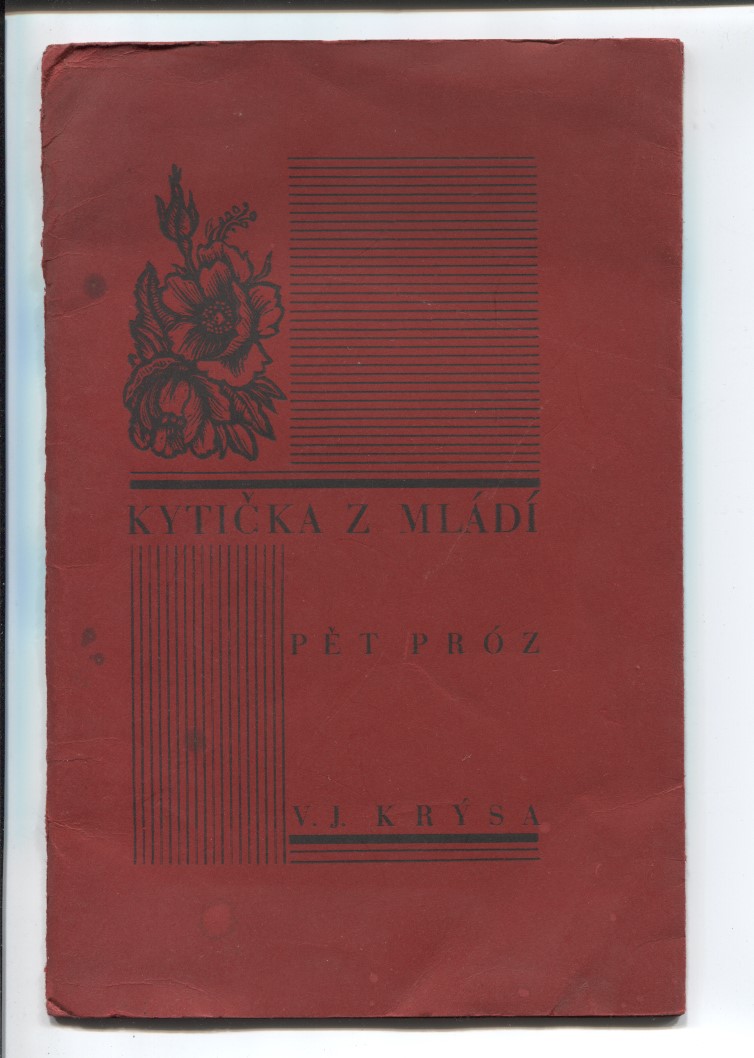 KYTIČKA Z MLÁDÍ
PĚT PRÓZ
V. J. KRÝSA